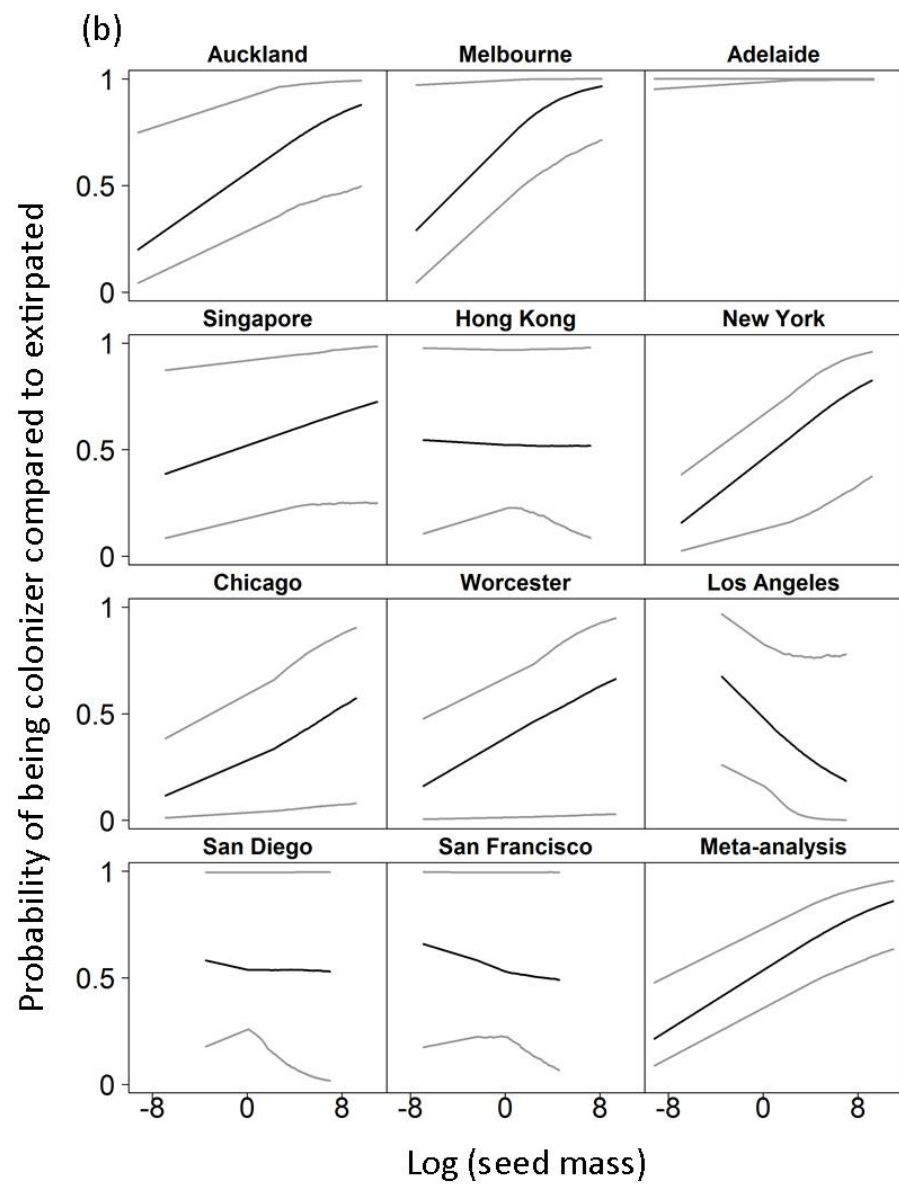 (b)
Auckland Melbourne Adelaide
1
0.5
0
Singapore Hong Kong New York
1
0.5
0
Chicago Worcester Los Angeles
1
0.5
0
San Diego San Francisco Meta-analysis
1
0.5
0
-8 0 8 -8 0 8 -8 0 8
Log (seed mass)
Probability of being colonizer compared to extirpated